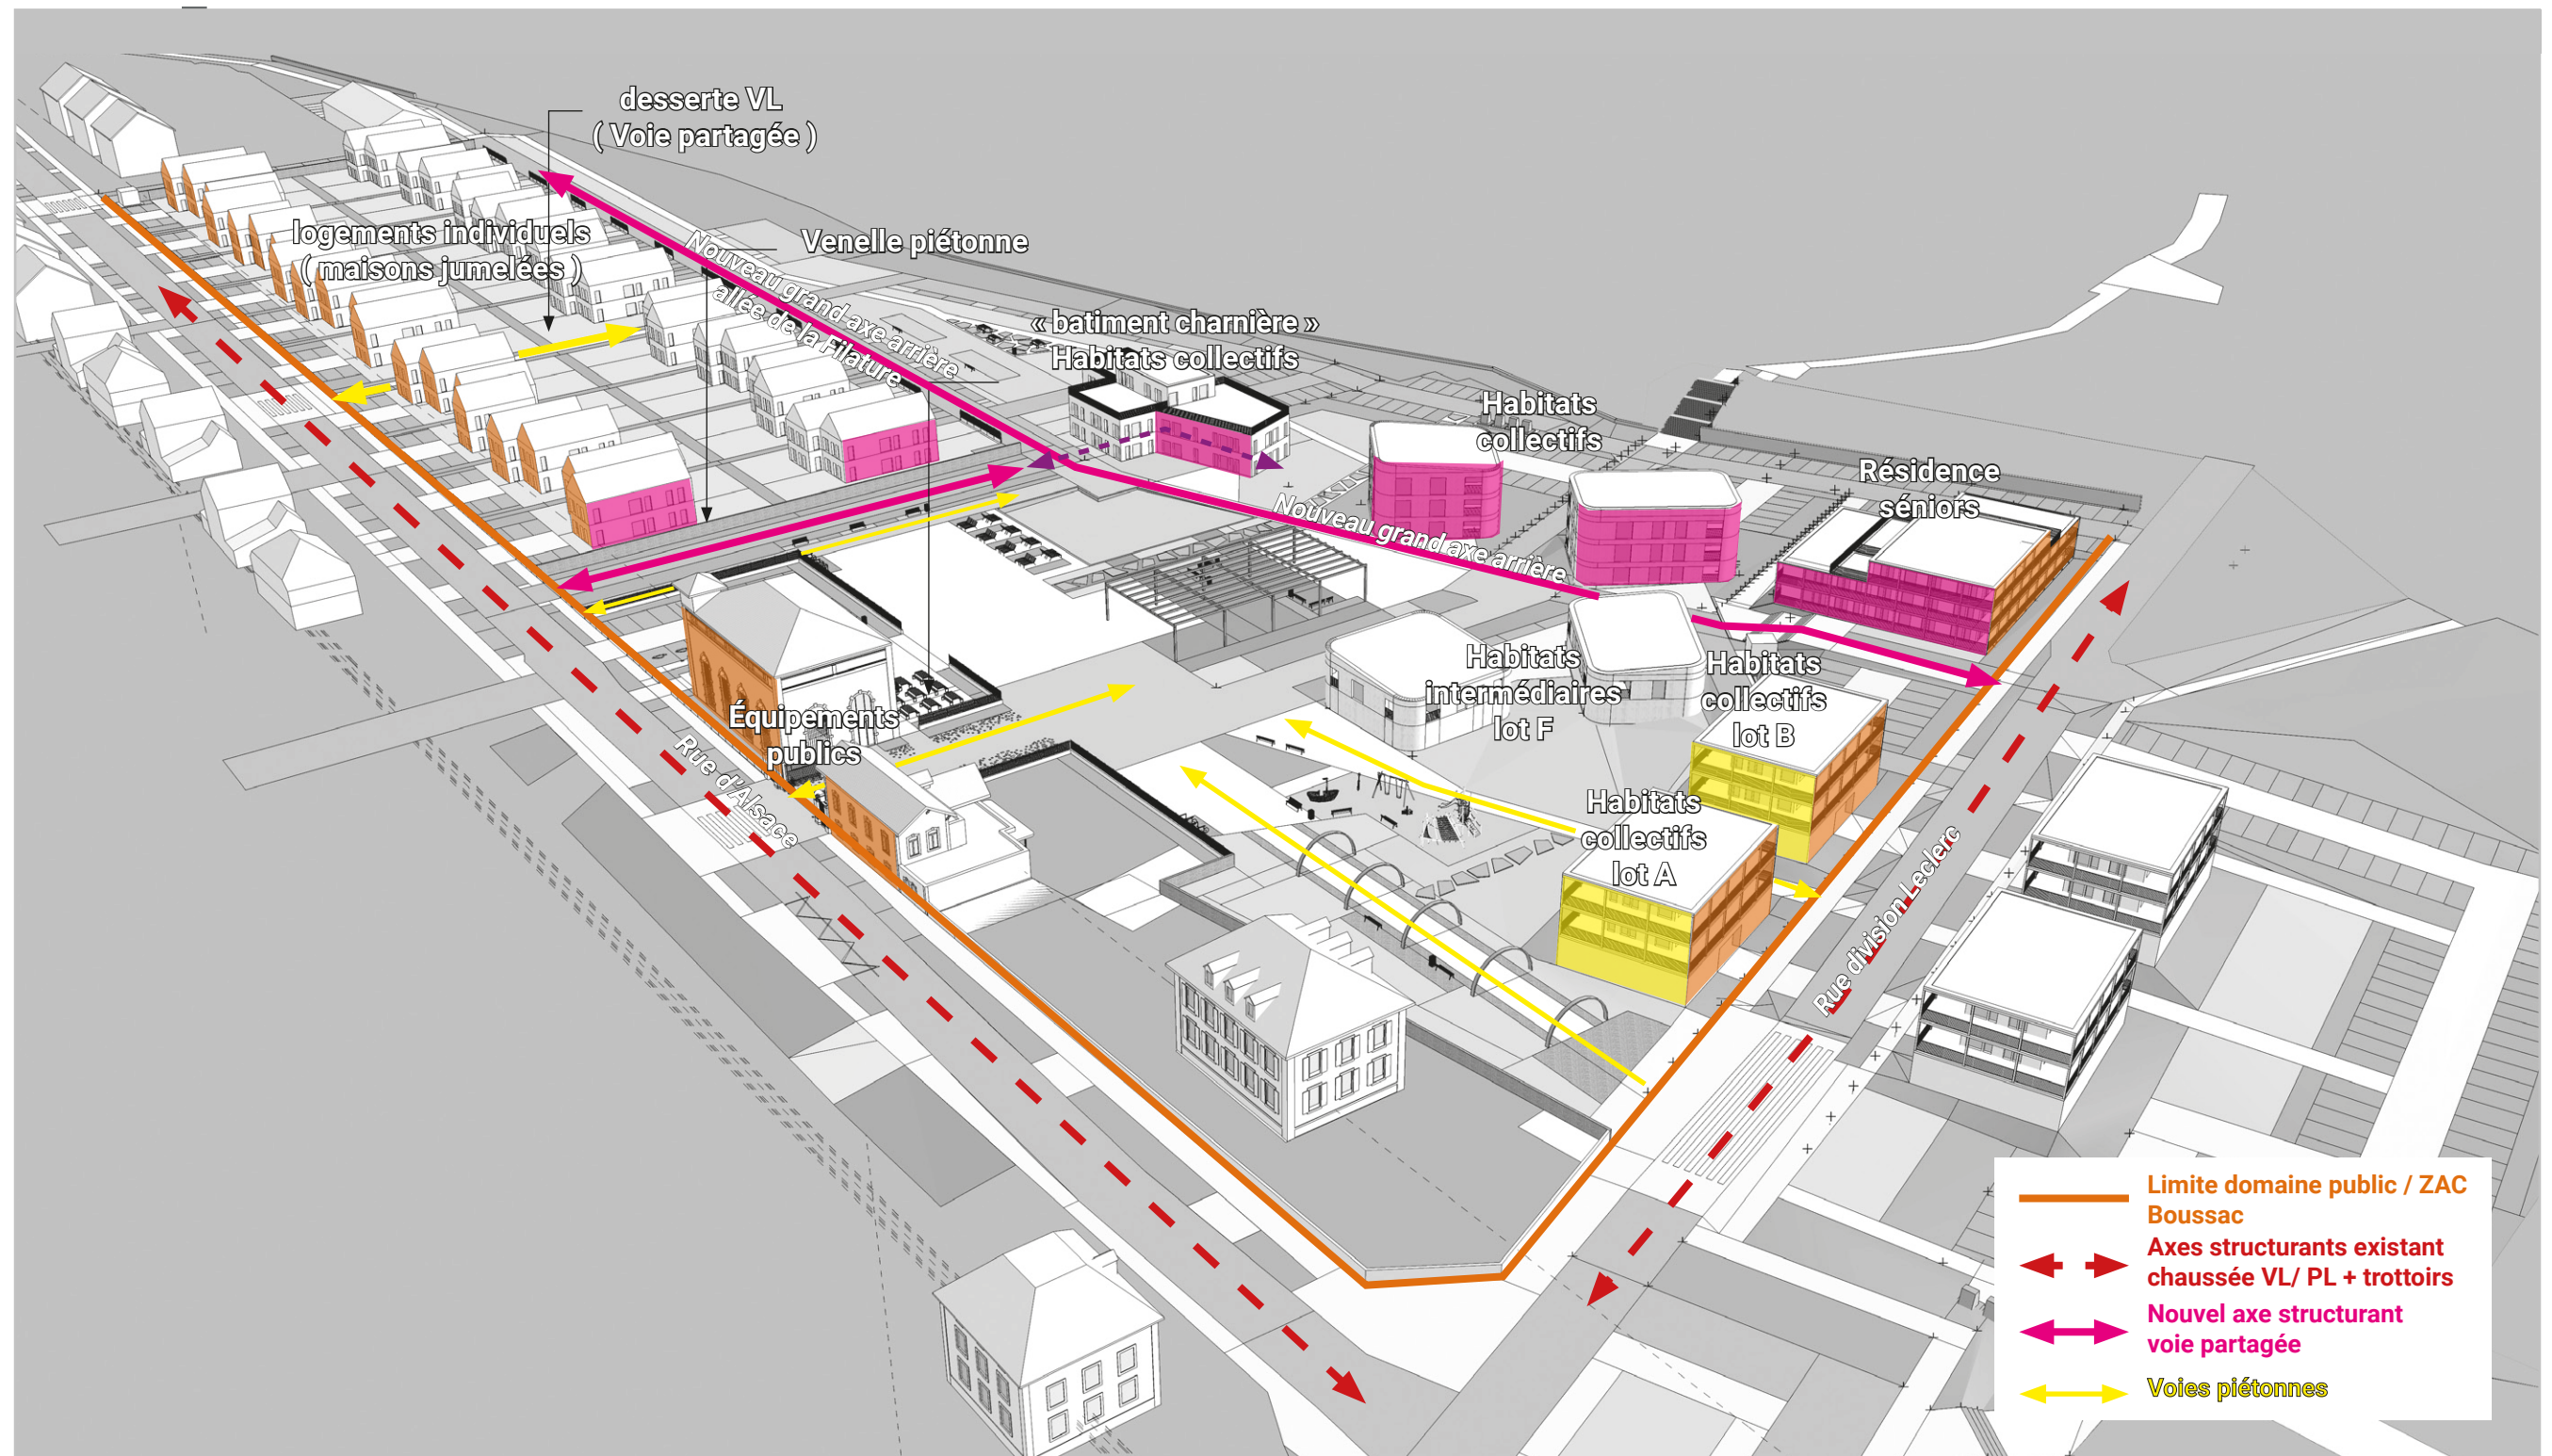 desserte VL
( Voie partagée )
logements individuels
( maisons jumelées )
Venelle piétonne
Nouveau grand axe arrière
allée de la Filature
« batiment charnière »
Habitats collectifs
Habitats
collectifs
Résidence
séniors
Nouveau grand axe arrière
Habitats
intermédiaires
lot F
Habitats
collectifs
lot B
Équipements
publics
Rue d'Alsace
Habitats
collectifs
lot A
Rue division Leclerc
Limite domaine public / ZAC
Boussac
Axes structurants existant
chaussée VL/ PL + trottoirs
Nouvel axe structurant
voie partagée
Voies piétonnes